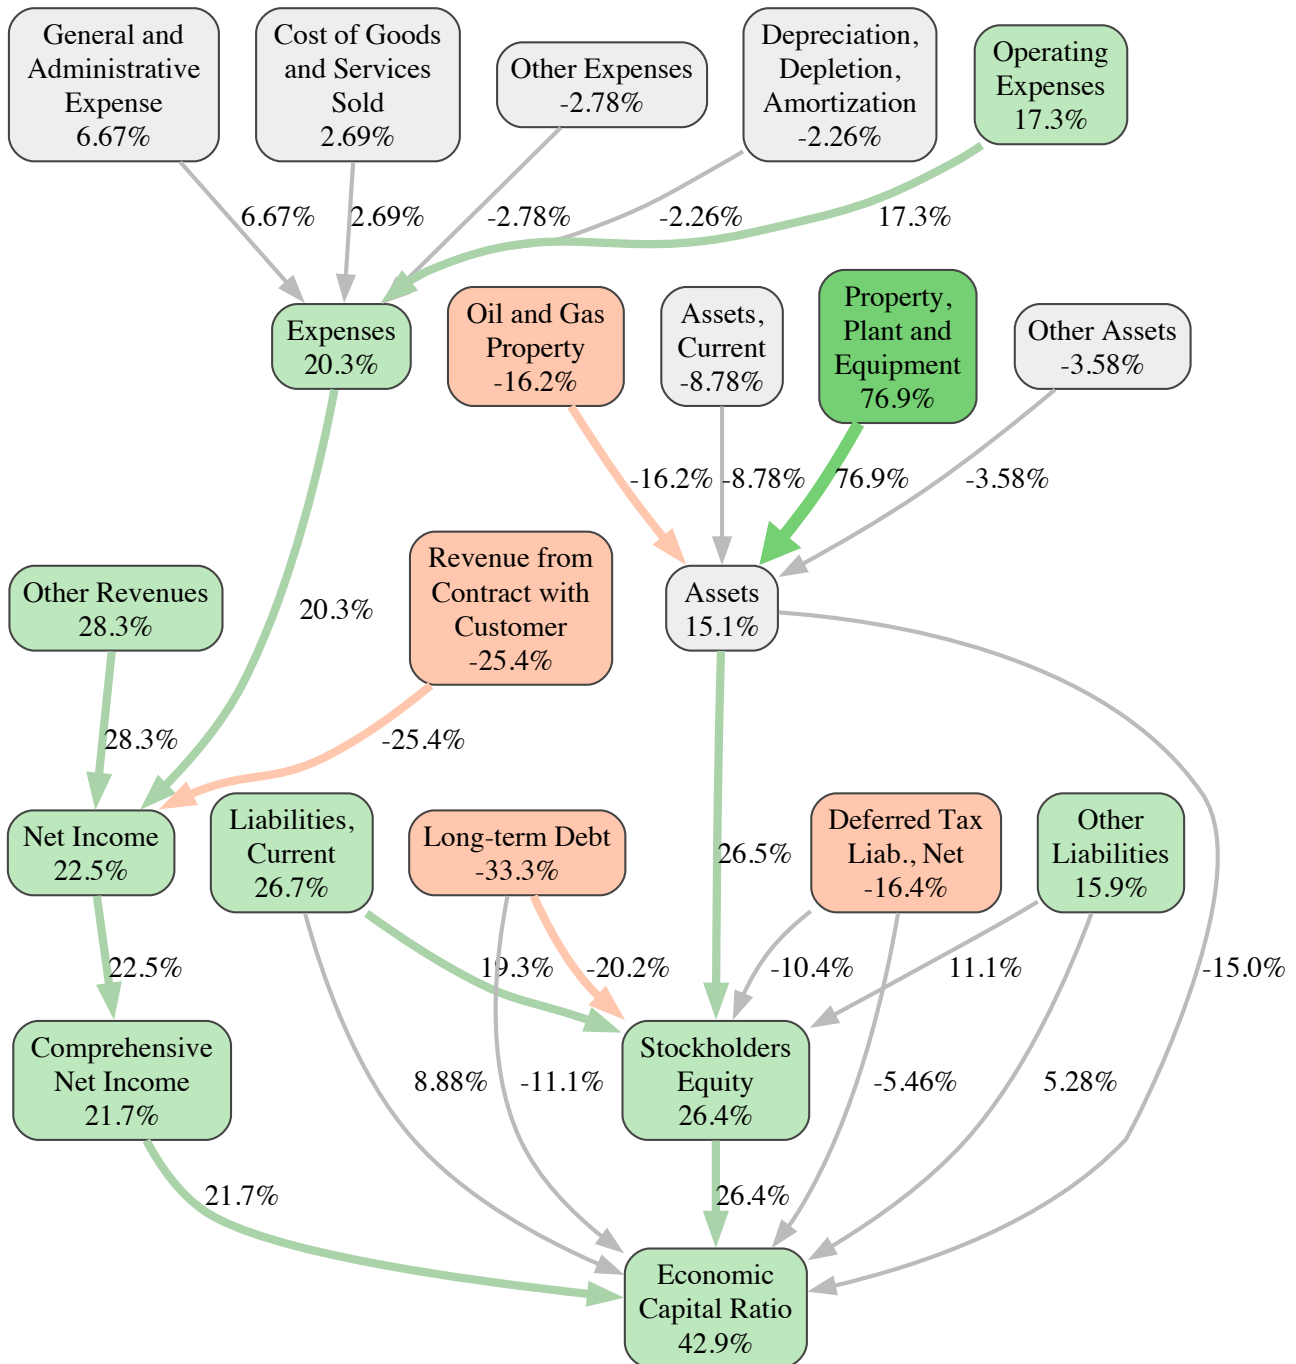 General and
Administrative
Expense
6.67%
Cost of Goods
and Services
Sold
2.69%
Other Expenses
-2.78%
Depreciation,
Depletion,
Amortization
-2.26%
Operating
Expenses
17.3%
6.67%
2.69%
-2.78%
-2.26%
17.3%
Expenses
20.3%
Oil and Gas
Property
-16.2%
Assets,
Current
-8.78%
Property,
Plant and
Equipment
76.9%
Other Assets
-3.58%
-16.2%
-8.78%
76.9%
-3.58%
Other Revenues
28.3%
20.3%
Revenue from
Contract with
Customer
-25.4%
Assets
15.1%
28.3%
-25.4%
Net Income
22.5%
Liabilities,
Current
26.7%
Long-term Debt
-33.3%
26.5%
Deferred Tax
Liab., Net
-16.4%
Other
Liabilities
15.9%
22.5%
19.3%
-20.2%
-10.4%
11.1%
-15.0%
Comprehensive
Net Income
21.7%
8.88%
-11.1%
Stockholders
Equity
26.4%
-5.46%
5.28%
21.7%
26.4%
Economic
Capital Ratio
42.9%